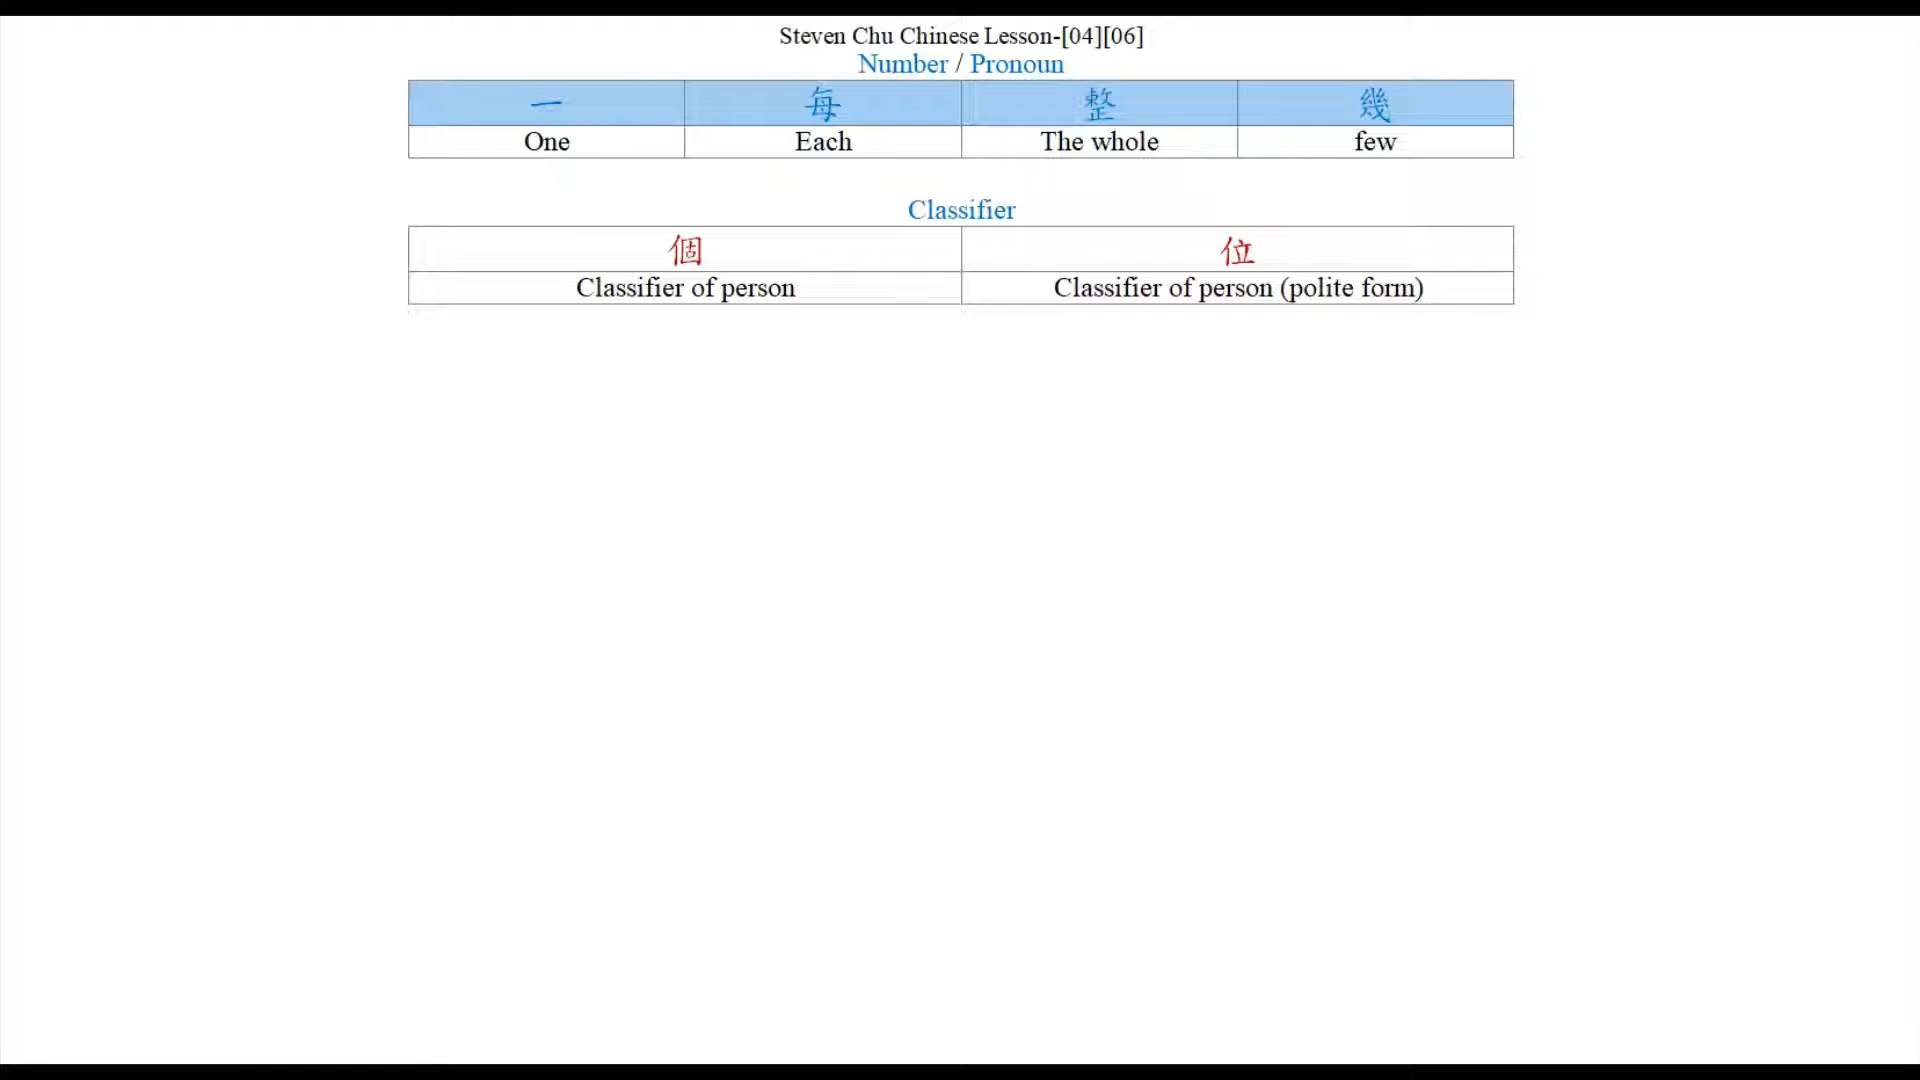 Steven Chu Chinese Lesson-[04][06]
Number / Pronoun
一 每 整 幾
One Each The whole few
Classifier
個 位
Classifier of person Classifier of person (polite form)